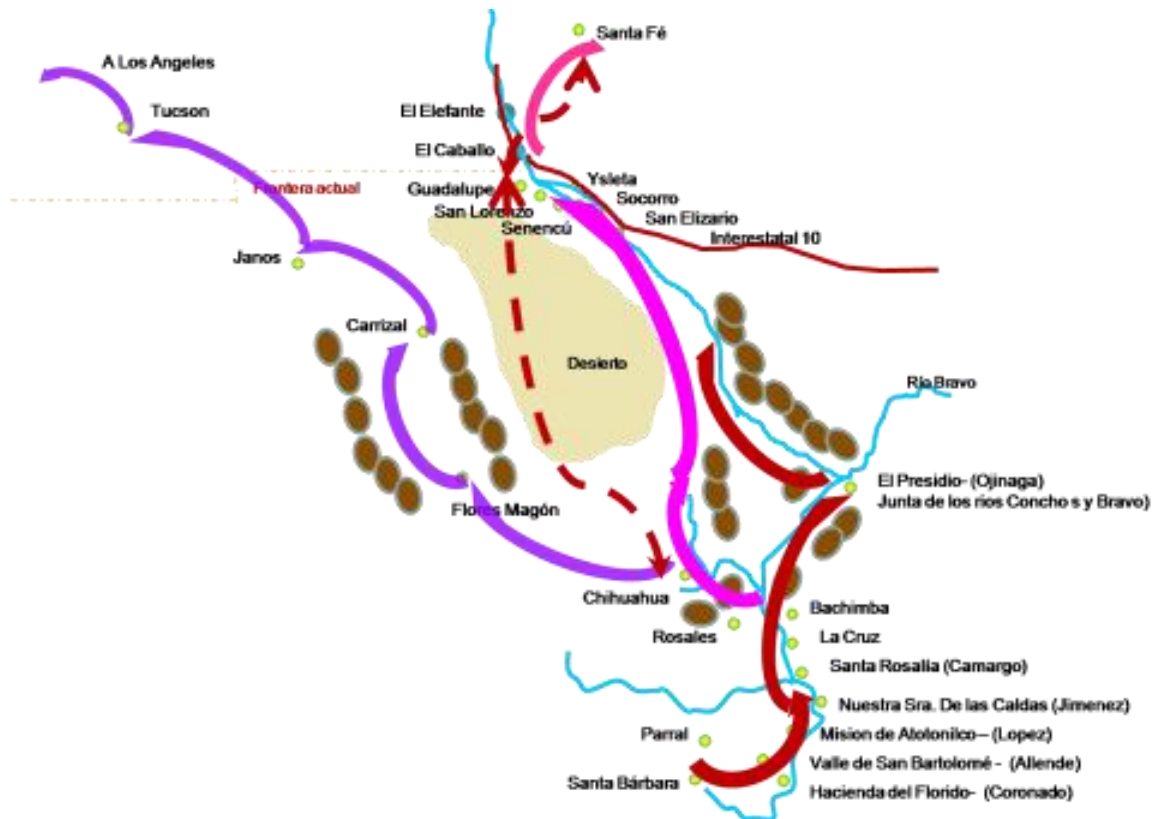 Santa Fé
A Los Angeles
Tucson
El Elefante
El Caballo
Frontera actual
Guadalupe
Ysleta
San Lorenzo
Socorro
Senencú
San Elizario
Interestatal 10
Janos
Carrizal
Desierto
Río Bravo
El Presidio- (Ojinaga)
Junta de los rios Concho s y Bravo)
Flores Magón
Chihuahua
Bachimba
Rosales
La Cruz
Santa Rosalía (Camargo)
Nuestra Sra. De las Caldas (Jimenez)
Parral
Mision de Atotonilco– (Lopez)
Valle de San Bartolomé - (Allende)
Santa Bárbara
Hacienda del Florido- (Coronado)